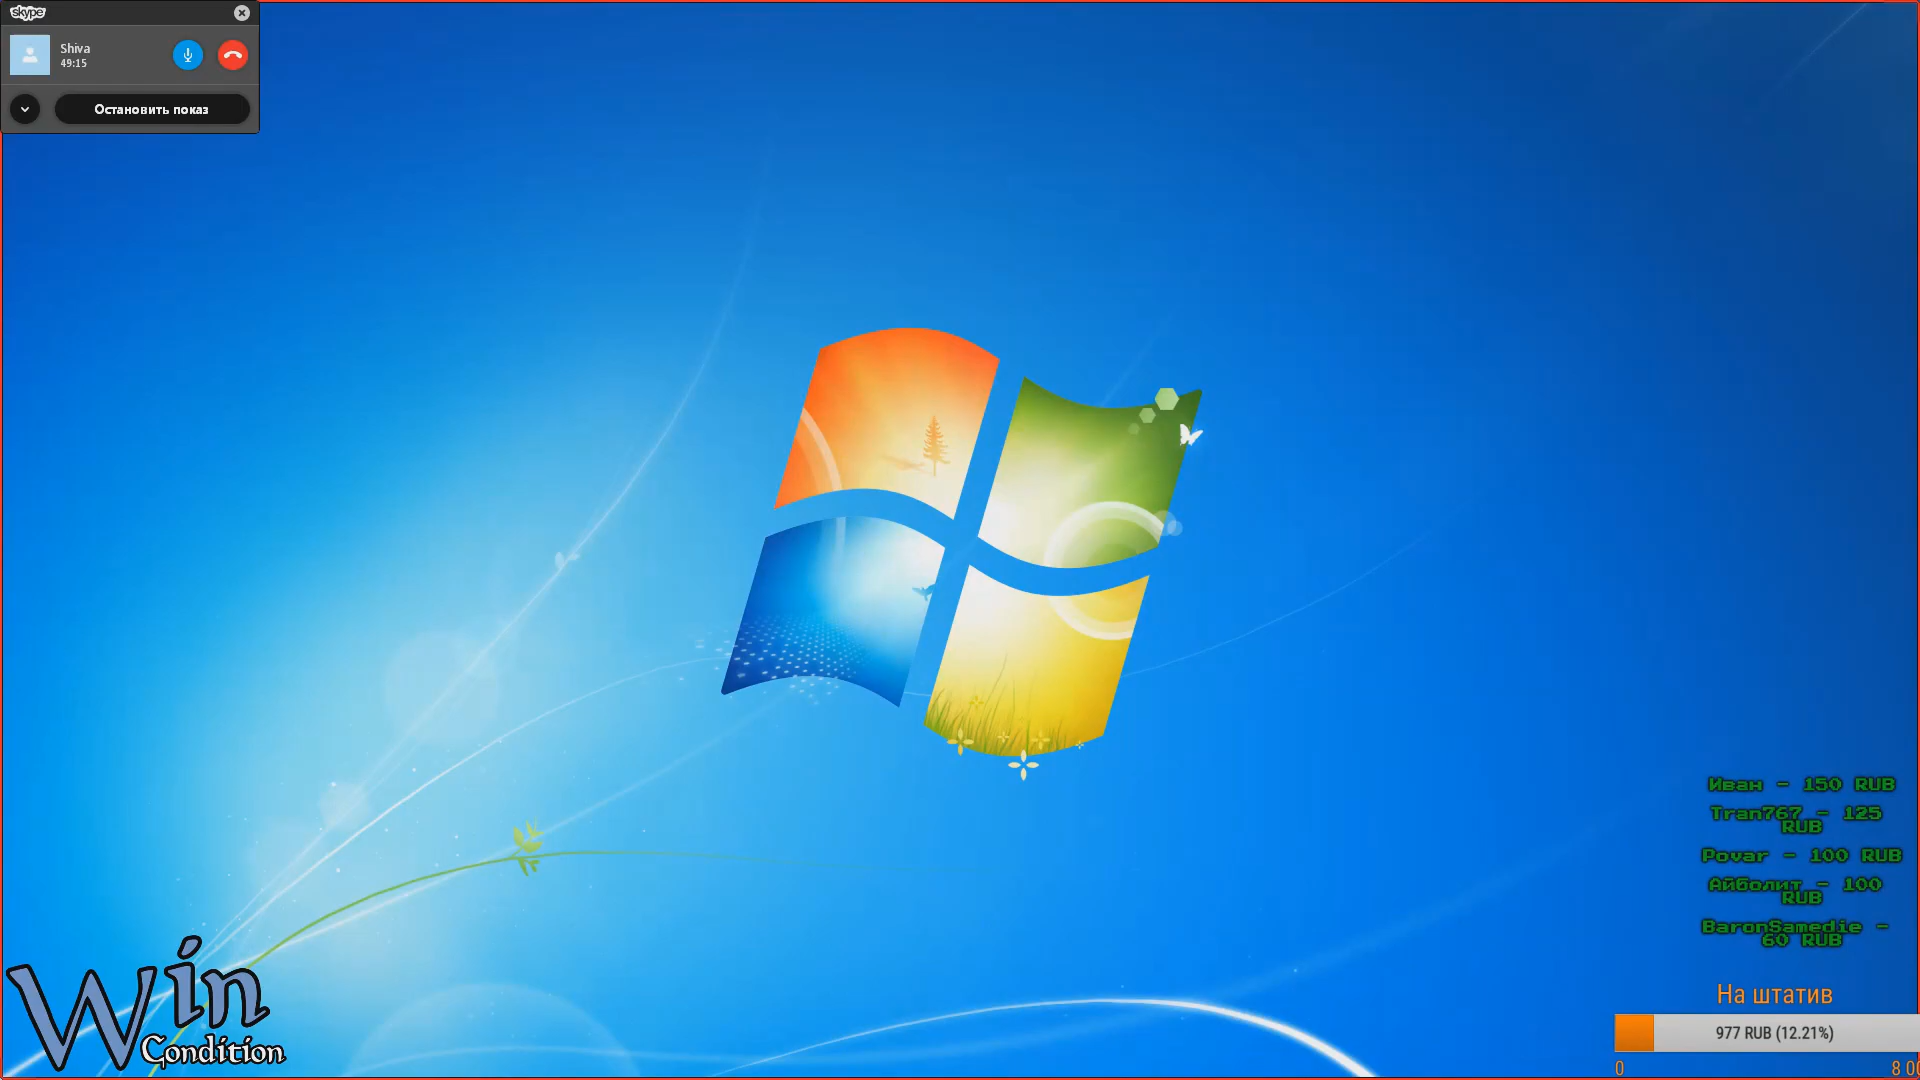 skype
Shiva
49:15
Остановить показ
Иван - 150 RUB
Tran767 - 125
RUB
Povar - 100 RUB
Айболит - 100
RUB
BaronSamedie -
60 RUB
На штатив
977 RUB (12.21%)
0
Win
Condition